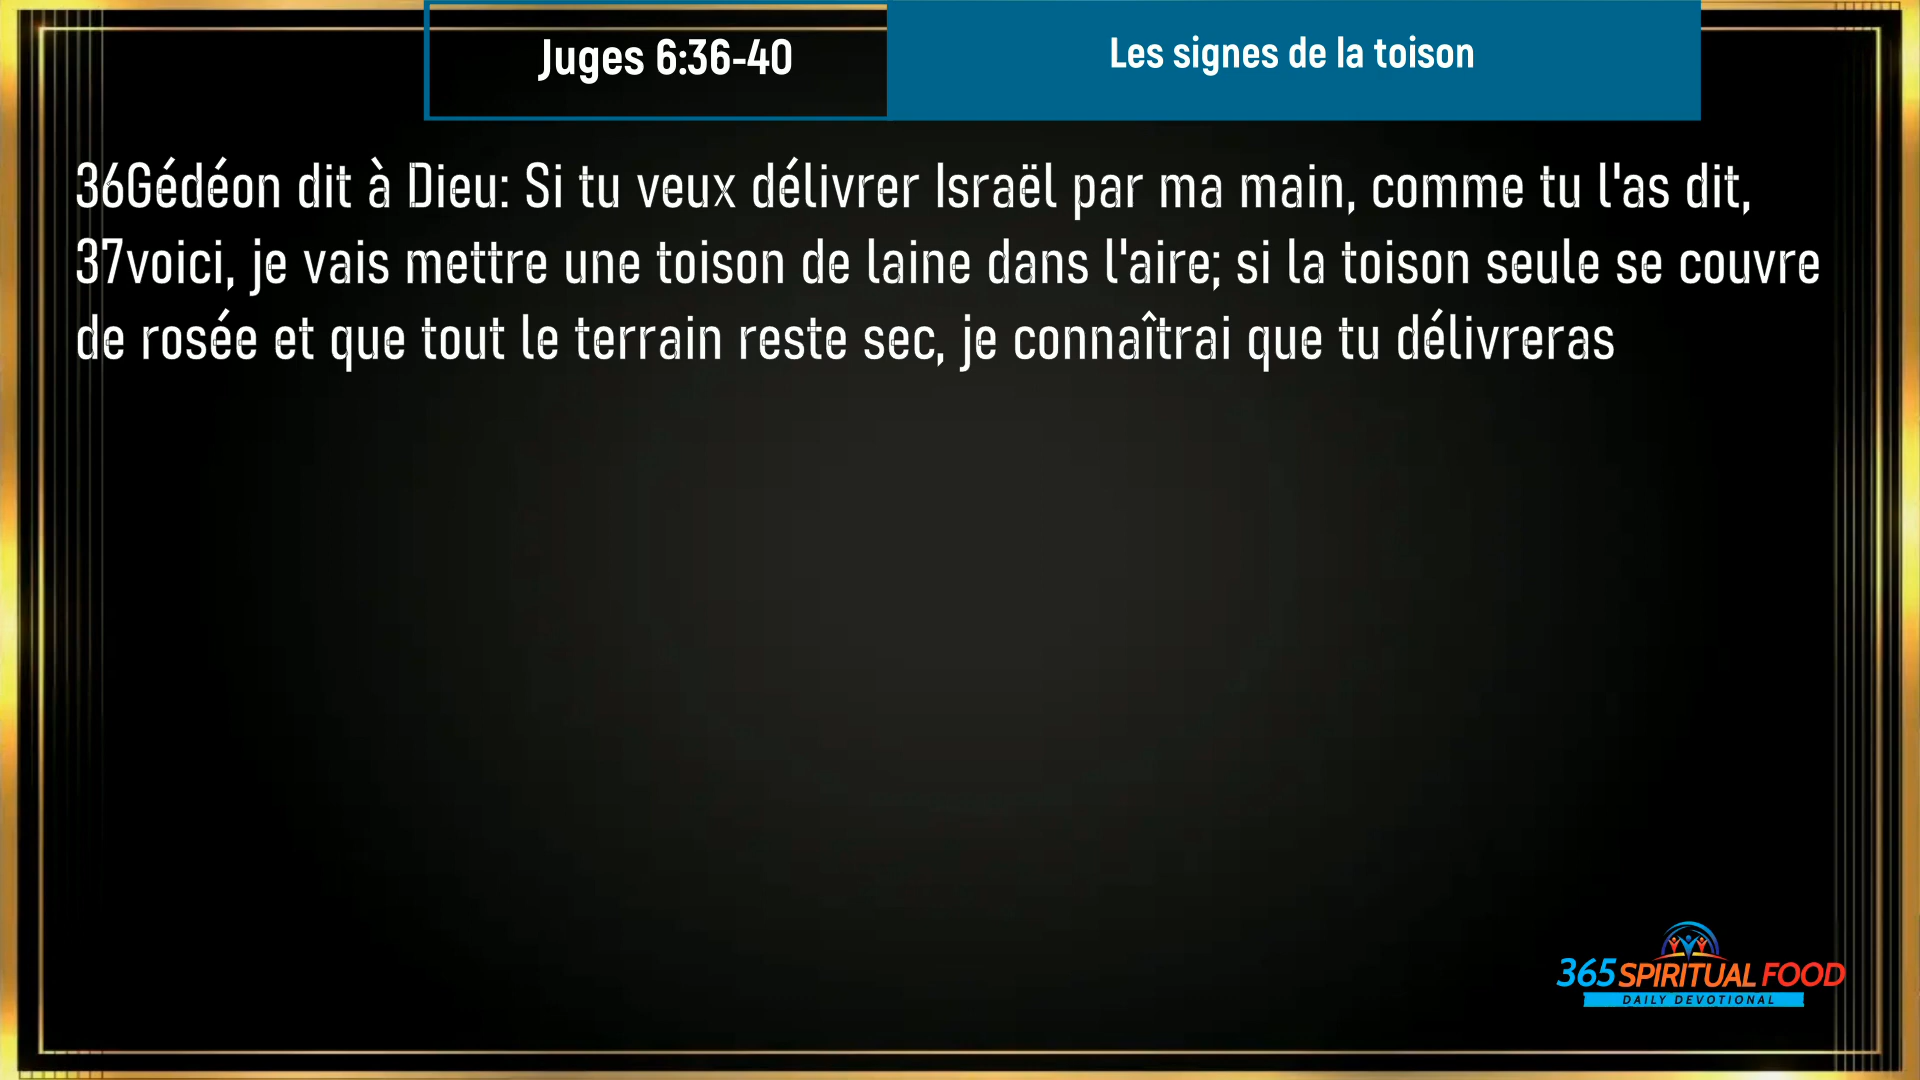 Juges 6:36-40
Les signes de la toison
36Gédéon dit à Dieu: Si tu veux délivrer Israël par ma main, comme tu l'as dit,
37voici, je vais mettre une toison de laine dans l'aire; si la toison seule se couvre
de rosée et que tout le terrain reste sec, je connaîtrai que tu délivreras
365 SPIRITUAL FOOD
DAILY DEVOTIONAL